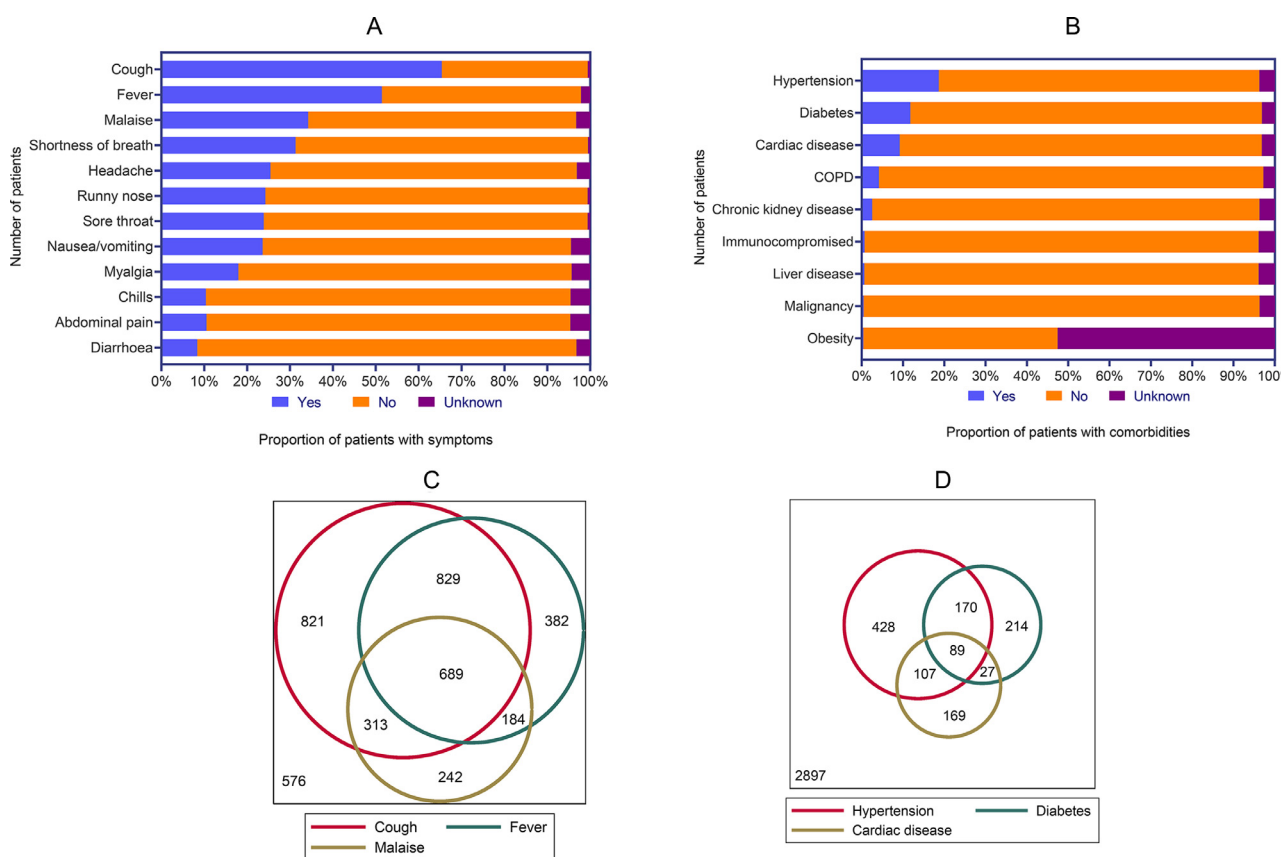 A
Number of patients
Cough
Fever
Malaise
Shortness of breath
Headache
Runny nose
Sore throat
Nausea/vomiting
Myalgia
Chills
Abdominal pain
Diarrhoea
0% 10% 20% 30% 40% 50% 60% 70% 80% 90% 100%
Yes No Unknown
Proportion of patients with symptoms
B
Number of patients
Hypertension
Diabetes
Cardiac disease
COPD
Chronic kidney disease
Immunocompromised
Liver disease
Malignancy
Obesity
0% 10% 20% 30% 40% 50% 60% 70% 80% 90% 100%
Yes No Unknown
Proportion of patients with comorbidities
C
829
821 382
689
313 184
242
576
Cough Fever
Malaise
D
170
428 214
89
107 27
169
2897
Hypertension Diabetes
Cardiac disease